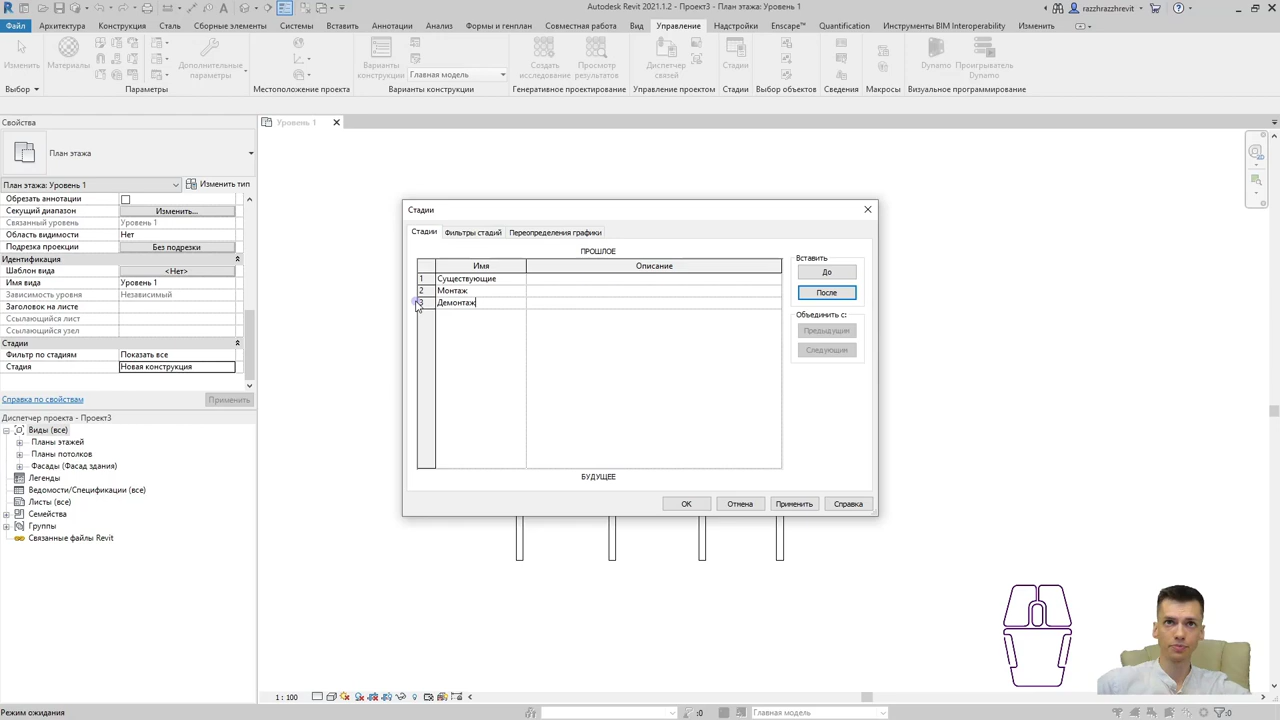 Autodesk Revit 2021.1.2 - Проект3 - План этажа: Уровень 1
razzhrazzhrevit
Файл Архитектура Конструкция Сталь Сборные элементы Системы Вставить Аннотации Анализ Формы и генплан Совместная работа Вид Управление Надстройки Enscape™ Quantification Инструменты BIM Interoperability Изменить
Изменить
Материалы
Дополнительные параметры
Варианты конструкции
Главная модель
Создать исследование
Просмотр результатов
Диспетчер связей
Стадии
Dynamo
Проигрыватель Dynamo
Выбор Параметры Местоположение проекта Варианты конструкции Генеративное проектирование Управление проектом Стадии Выбор объектов Сведения Макросы Визуальное программирование
Свойства
План этажа
План этажа: Уровень 1
Изменить тип
Обрезать аннотации
Секущий диапазон Изменить...
Связанный уровень Уровень 1
Область видимости Нет
Подрезка проекции Без подрезки
Идентификация
Шаблон вида <Нет>
Имя вида Уровень 1
Зависимость уровня Независимый
Заголовок на листе
Ссылающийся лист
Ссылающийся узел
Стадии
Фильтр по стадиям Показать все
Стадия Новая конструкция
Справка по свойствам
Применить
Диспетчер проекта - Проект3
Виды (все)
Планы этажей
Планы потолков
Фасады (Фасад здания)
Легенды
Ведомости/Спецификации (все)
Листы (все)
Семейства
Группы
Связанные файлы Revit
Уровень 1
Стадии
Стадии Фильтры стадий Переопределения графики
ПРОШЛОЕ
Имя Описание
1 Существующие
2 Монтаж
3 Демонтаж
БУДУЩЕЕ
Вставить
До
После
Объединить с:
Предыдущим
Следующим
OK Отмена Применить Справка
1 : 100
Режим ожидания
:0
Главная модель
:0